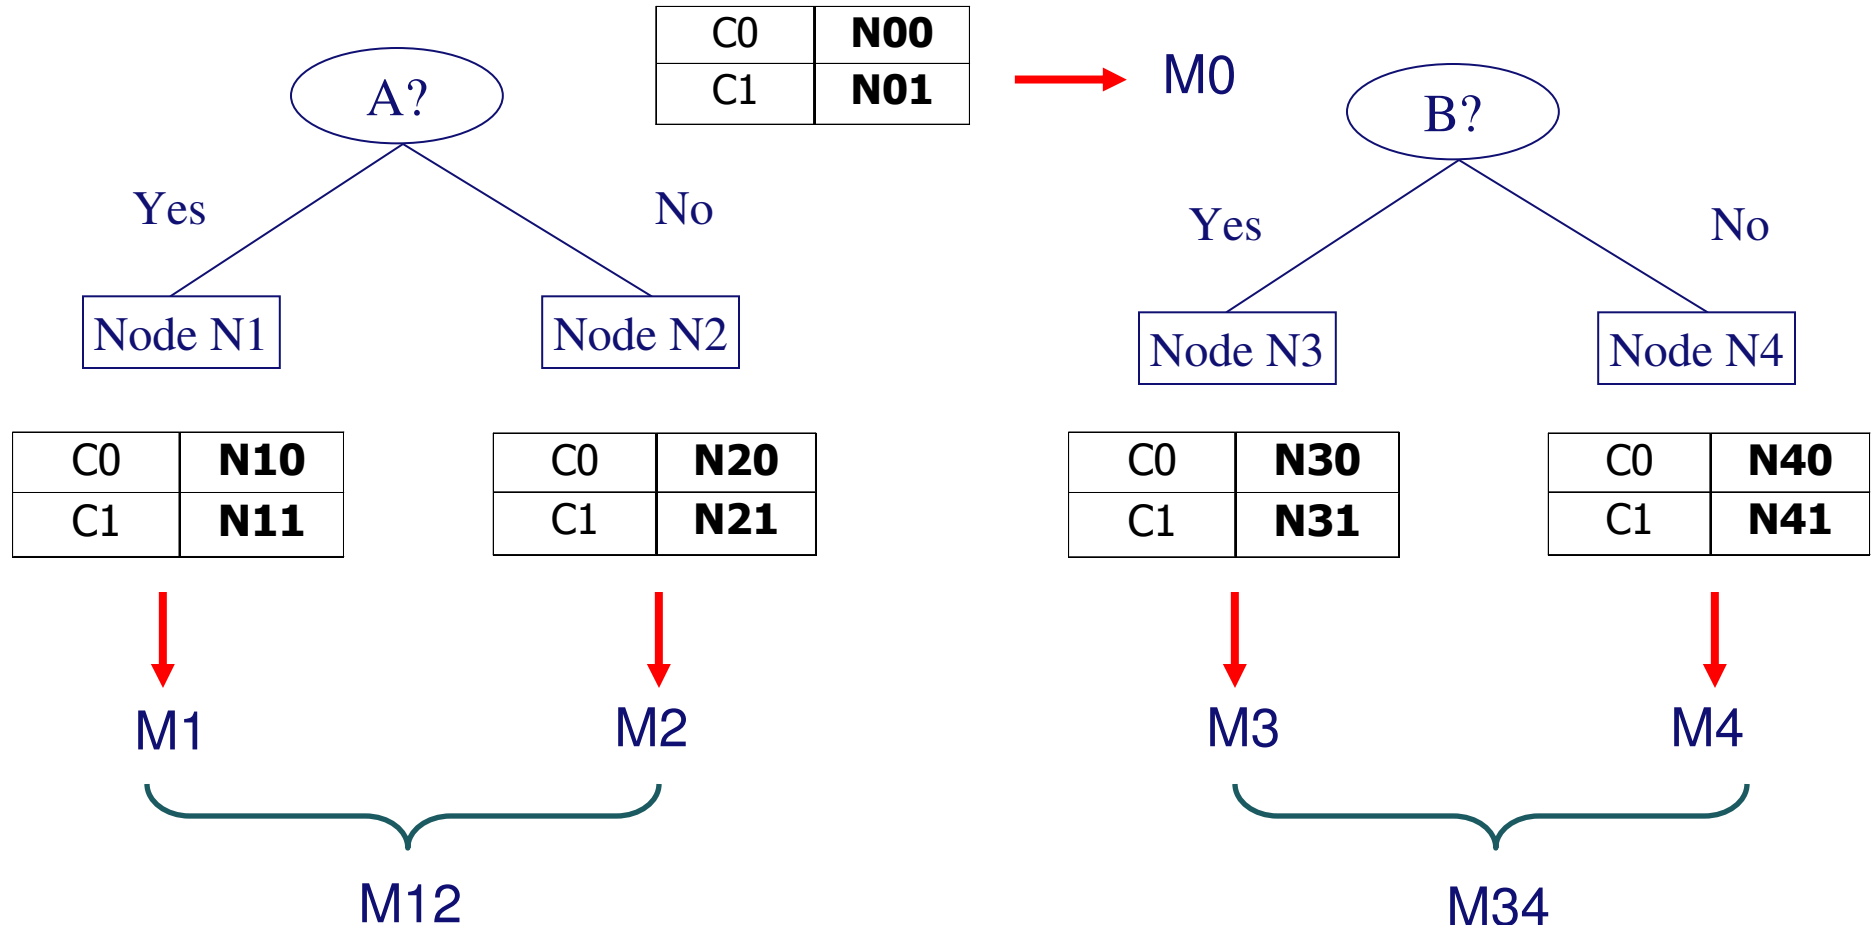 C0 N00
C1 N01
M0
A?
Yes No
Node N1 Node N2
C0 N10
C1 N11
C0 N20
C1 N21
M1 M2
M12
B?
Yes No
Node N3 Node N4
C0 N30
C1 N31
C0 N40
C1 N41
M3 M4
M34